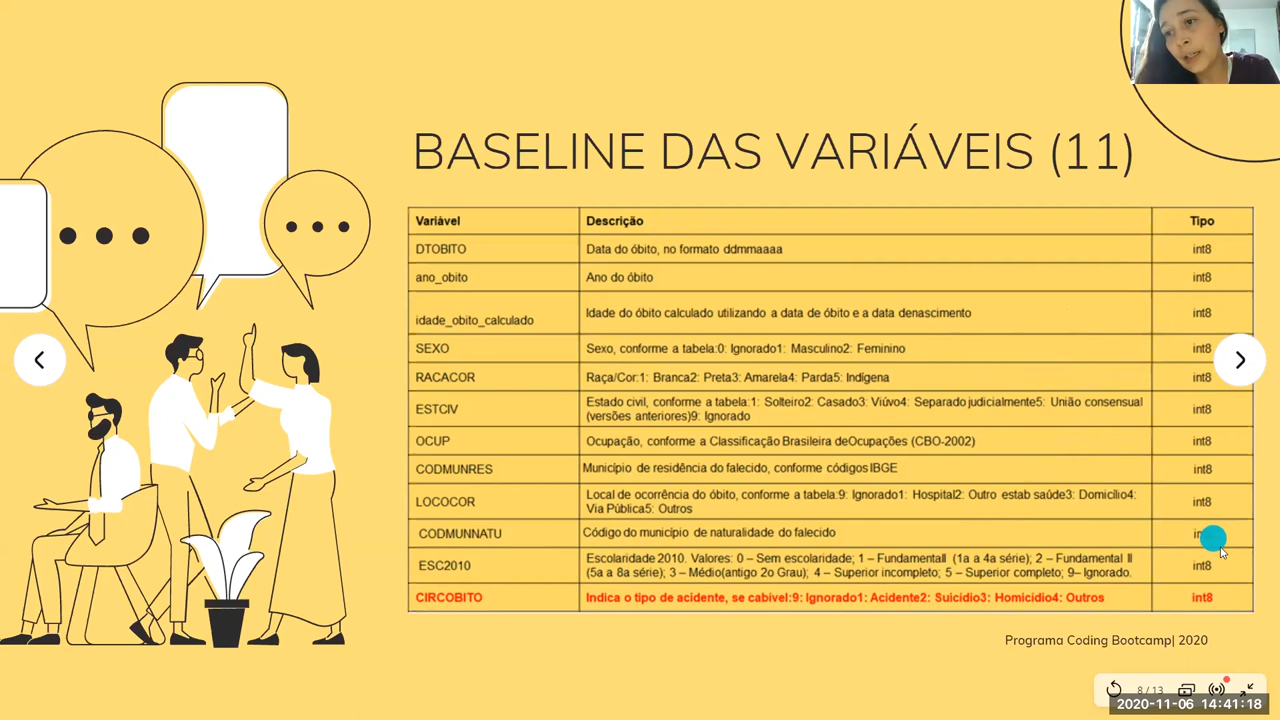 BASELINE DAS VARIÁVEIS (11)
Variável Descrição Tipo
DTOBITO Data do óbito, no formato ddmmaaaa int8
ano_obito Ano do óbito int8
idade_obito_calculado Idade do óbito calculado utilizando a data de óbito e a data denascimento int8
SEXO Sexo, conforme a tabela:0: Ignorado1: Masculino2: Feminino int8
RACACOR Raça/Cor:1: Branca2: Preta3: Amarela4: Parda5: Indígena int8
ESTCIV Estado civil, conforme a tabela:1: Solteiro2: Casado3: Viúvo4: Separado judicialmente5: União consensual int8
(versões anteriores)9: Ignorado
OCUP Ocupação, conforme a Classificação Brasileira deOcupações (CBO-2002) int8
CODMUNRES Município de residência do falecido, conforme códigos IBGE int8
LOCOCOR Local de ocorrência do óbito, conforme a tabela:9: Ignorado1: Hospital2: Outro estab saúde3: Domicílio4: int8
Via Pública5: Outros
CODMUNNATU Código do município de naturalidade do falecido
ESC2010 Escolaridade 2010. Valores: 0 – Sem escolaridade; 1 – FundamentalI (1a a 4a série); 2 – Fundamental II int8
(5a a 8a série); 3 – Médio(antigo 2o Grau); 4 – Superior incompleto; 5 – Superior completo; 9– Ignorado.
CIRCOBITO Indica o tipo de acidente, se cabivel:9: Ignorado1: Acidente2: Suicídio3: Homicídio4: Outros int8
Programa Coding Bootcamp| 2020
8 / 13
2020-11-06 14:41:18